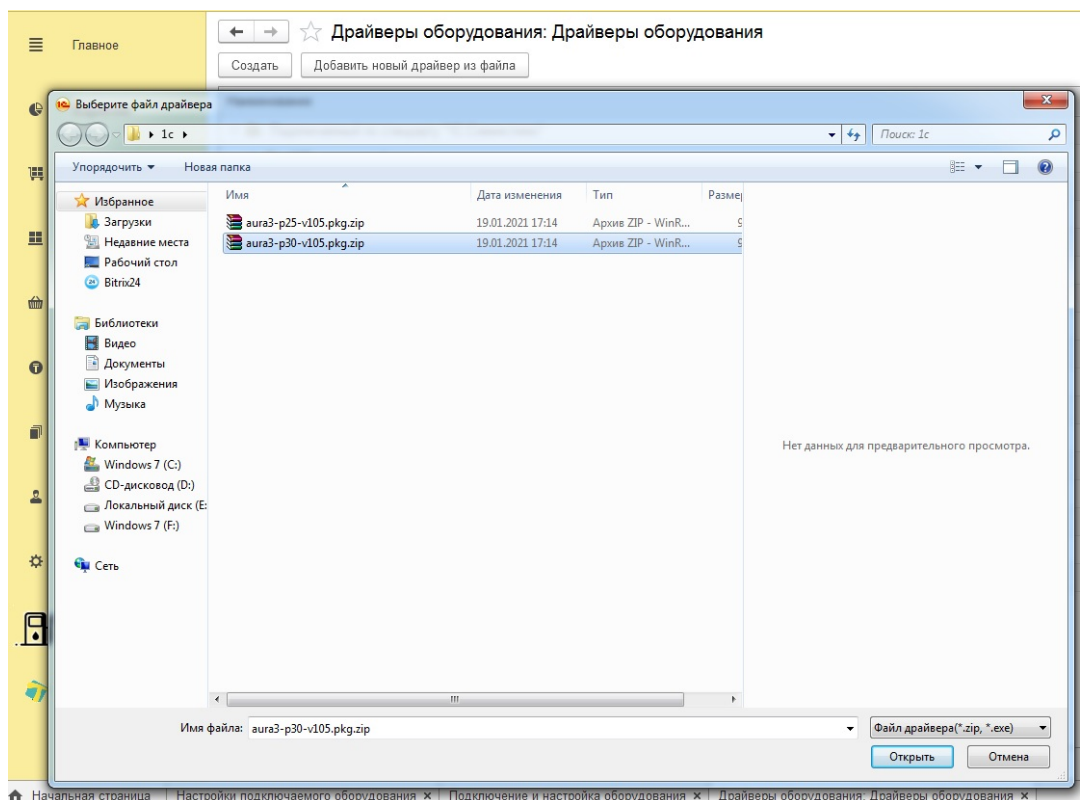 Главное
Драйверы оборудования: Драйверы оборудования
Создать
Добавить новый драйвер из файла
1С Выберите файл драйвера
1c
Поиск: 1c
Упорядочить
Новая папка
Имя
Дата изменения
Тип
Размер
aura3-p25-v105.pkg.zip 19.01.2021 17:14 Архив ZIP - WinR...
aura3-p30-v105.pkg.zip 19.01.2021 17:14 Архив ZIP - WinR...
Избранное
Загрузки
Недавние места
Рабочий стол
24 Bitrix24
Библиотеки
Видео
Документы
Изображения
Музыка
Компьютер
Windows 7 (C:)
CD-дисковод (D:)
Локальный диск (E:
Windows 7 (F:)
Сеть
Нет данных для предварительного просмотра.
Имя файла: aura3-p30-v105.pkg.zip
Файл драйвера(*.zip, *.exe)
Открыть
Отмена
Начальная страница
Настройки подключаемого оборудования ×
Подключение и настройка оборудования ×
Драйверы оборудования: Драйверы оборудования ×